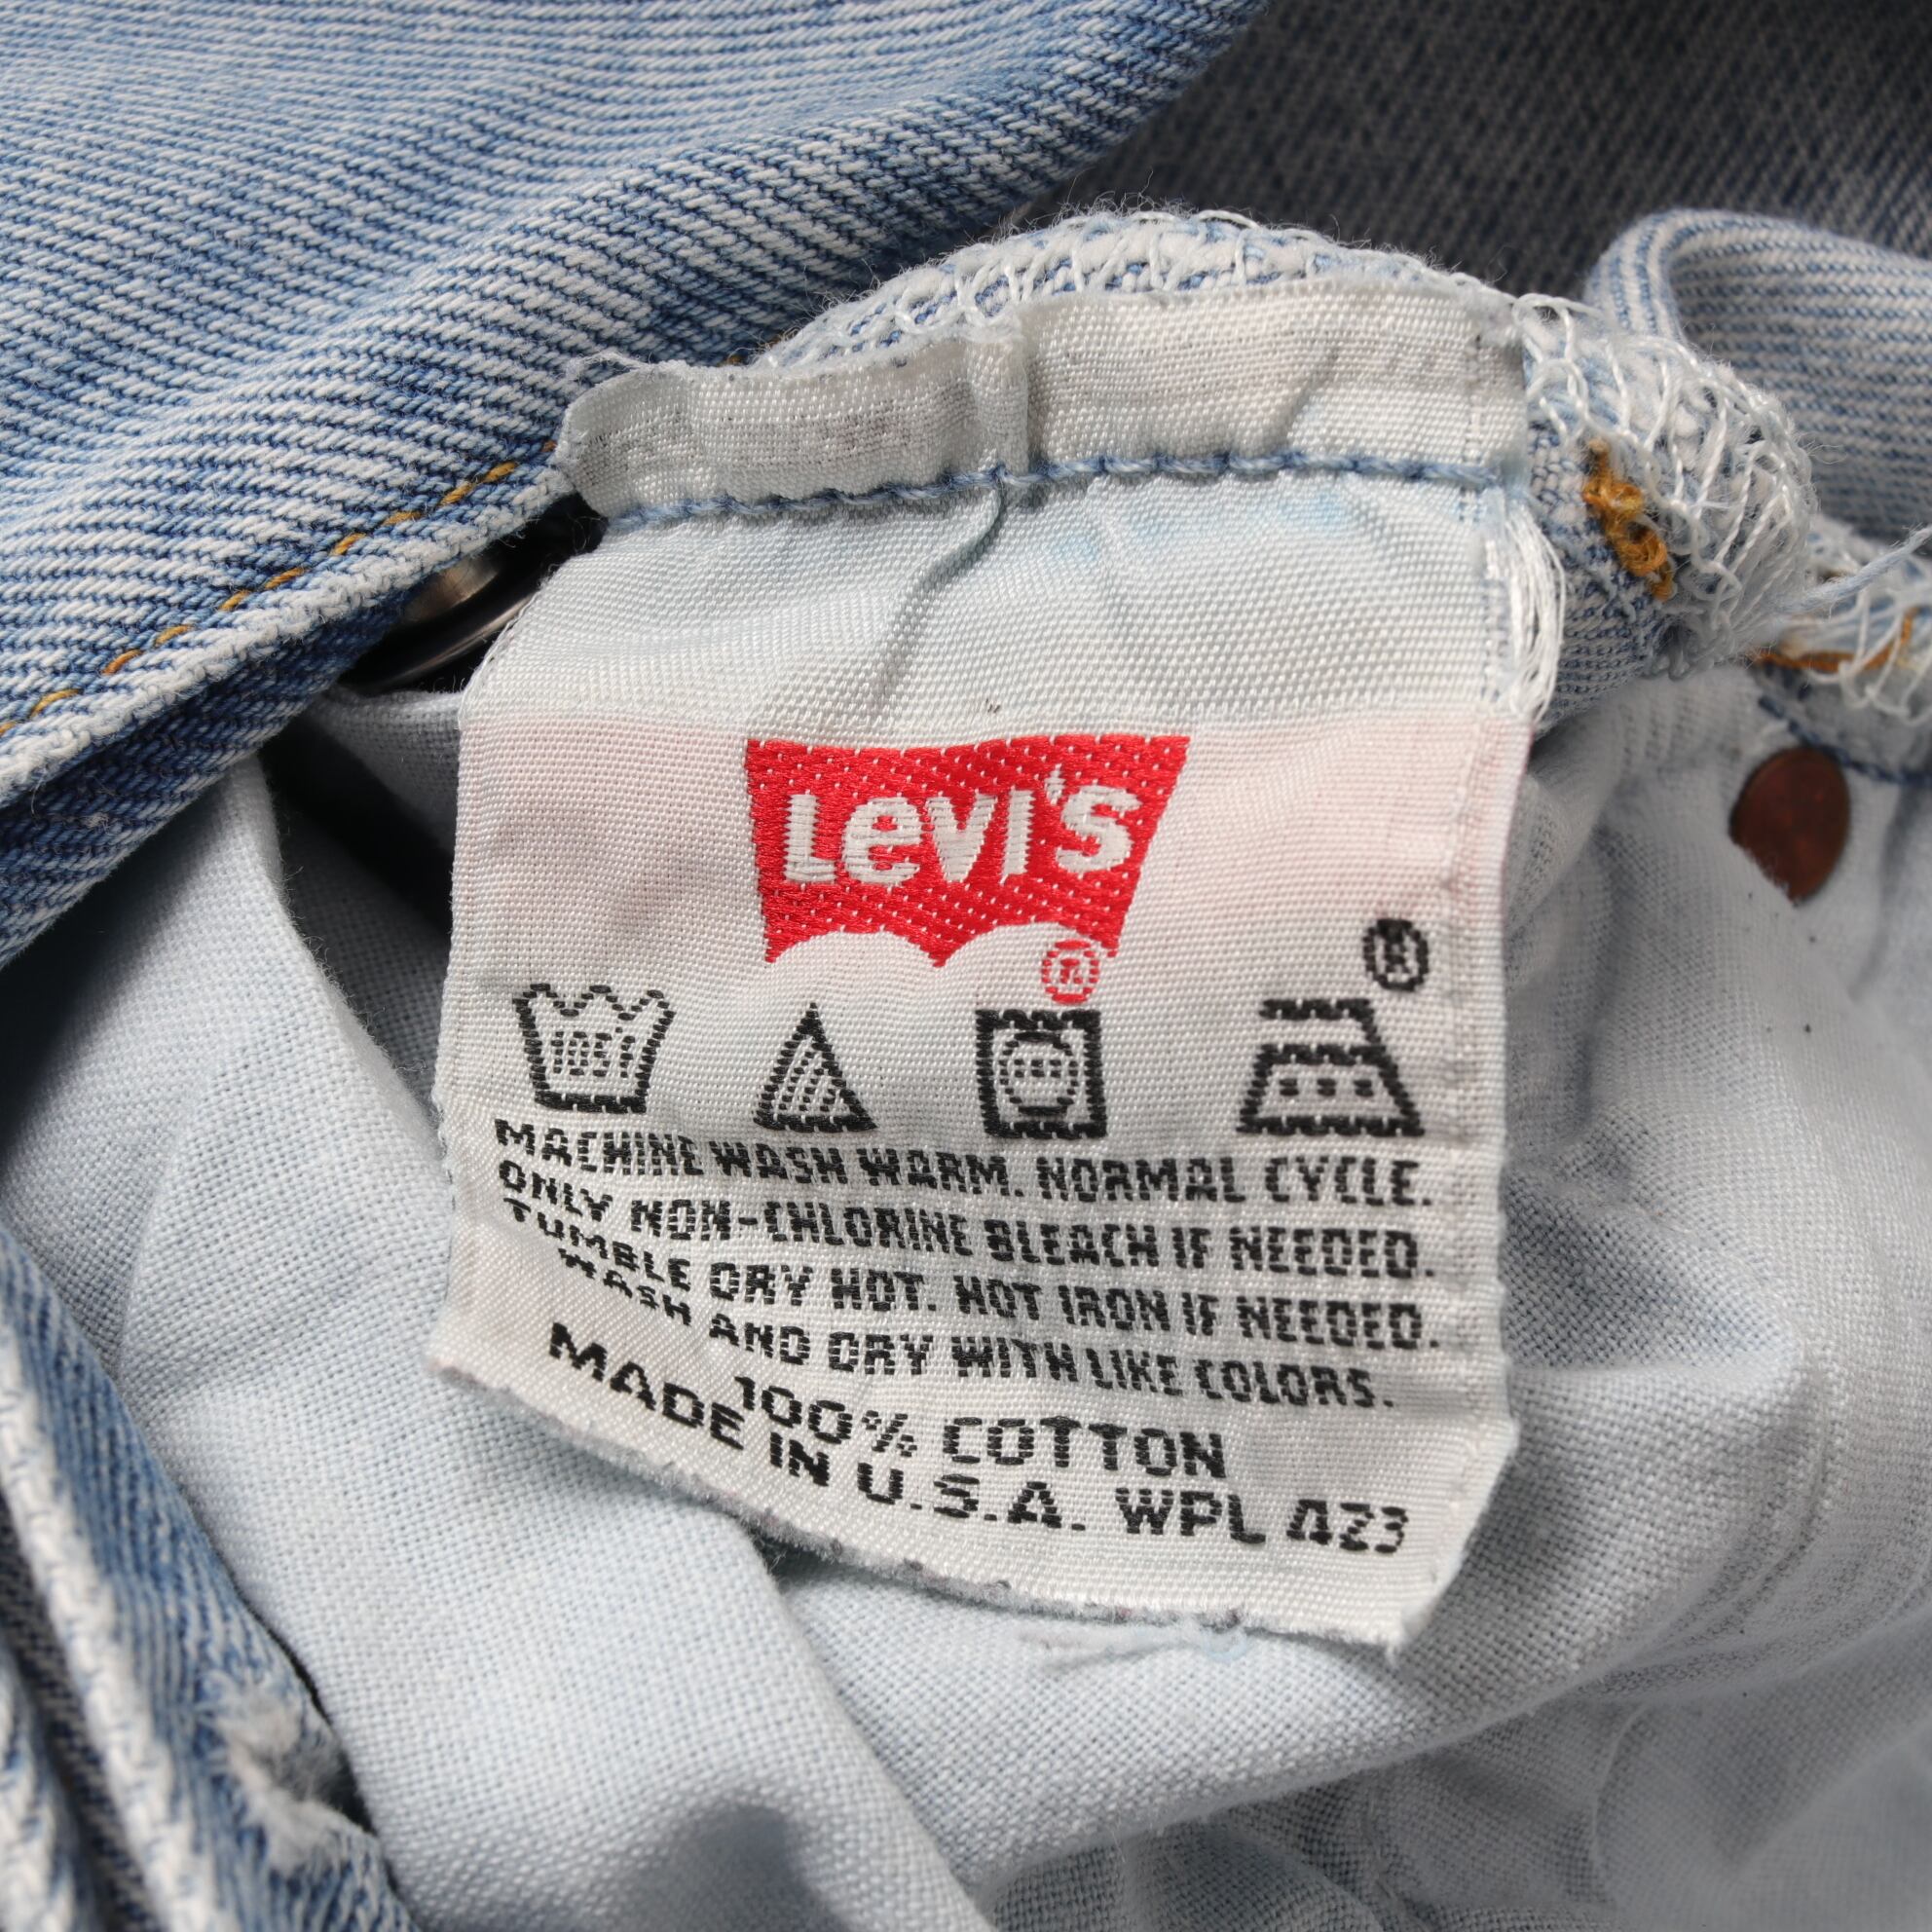 LEVI'S
®
®
105°F
MACHINE WASH WARM. NORMAL CYCLE.
ONLY NON-CHLORINE BLEACH IF NEEDED.
TUMBLE DRY HOT. HOT IRON IF NEEDED.
WASH AND DRY WITH LIKE COLORS.
100% COTTON
MADE IN U.S.A. WPL 423